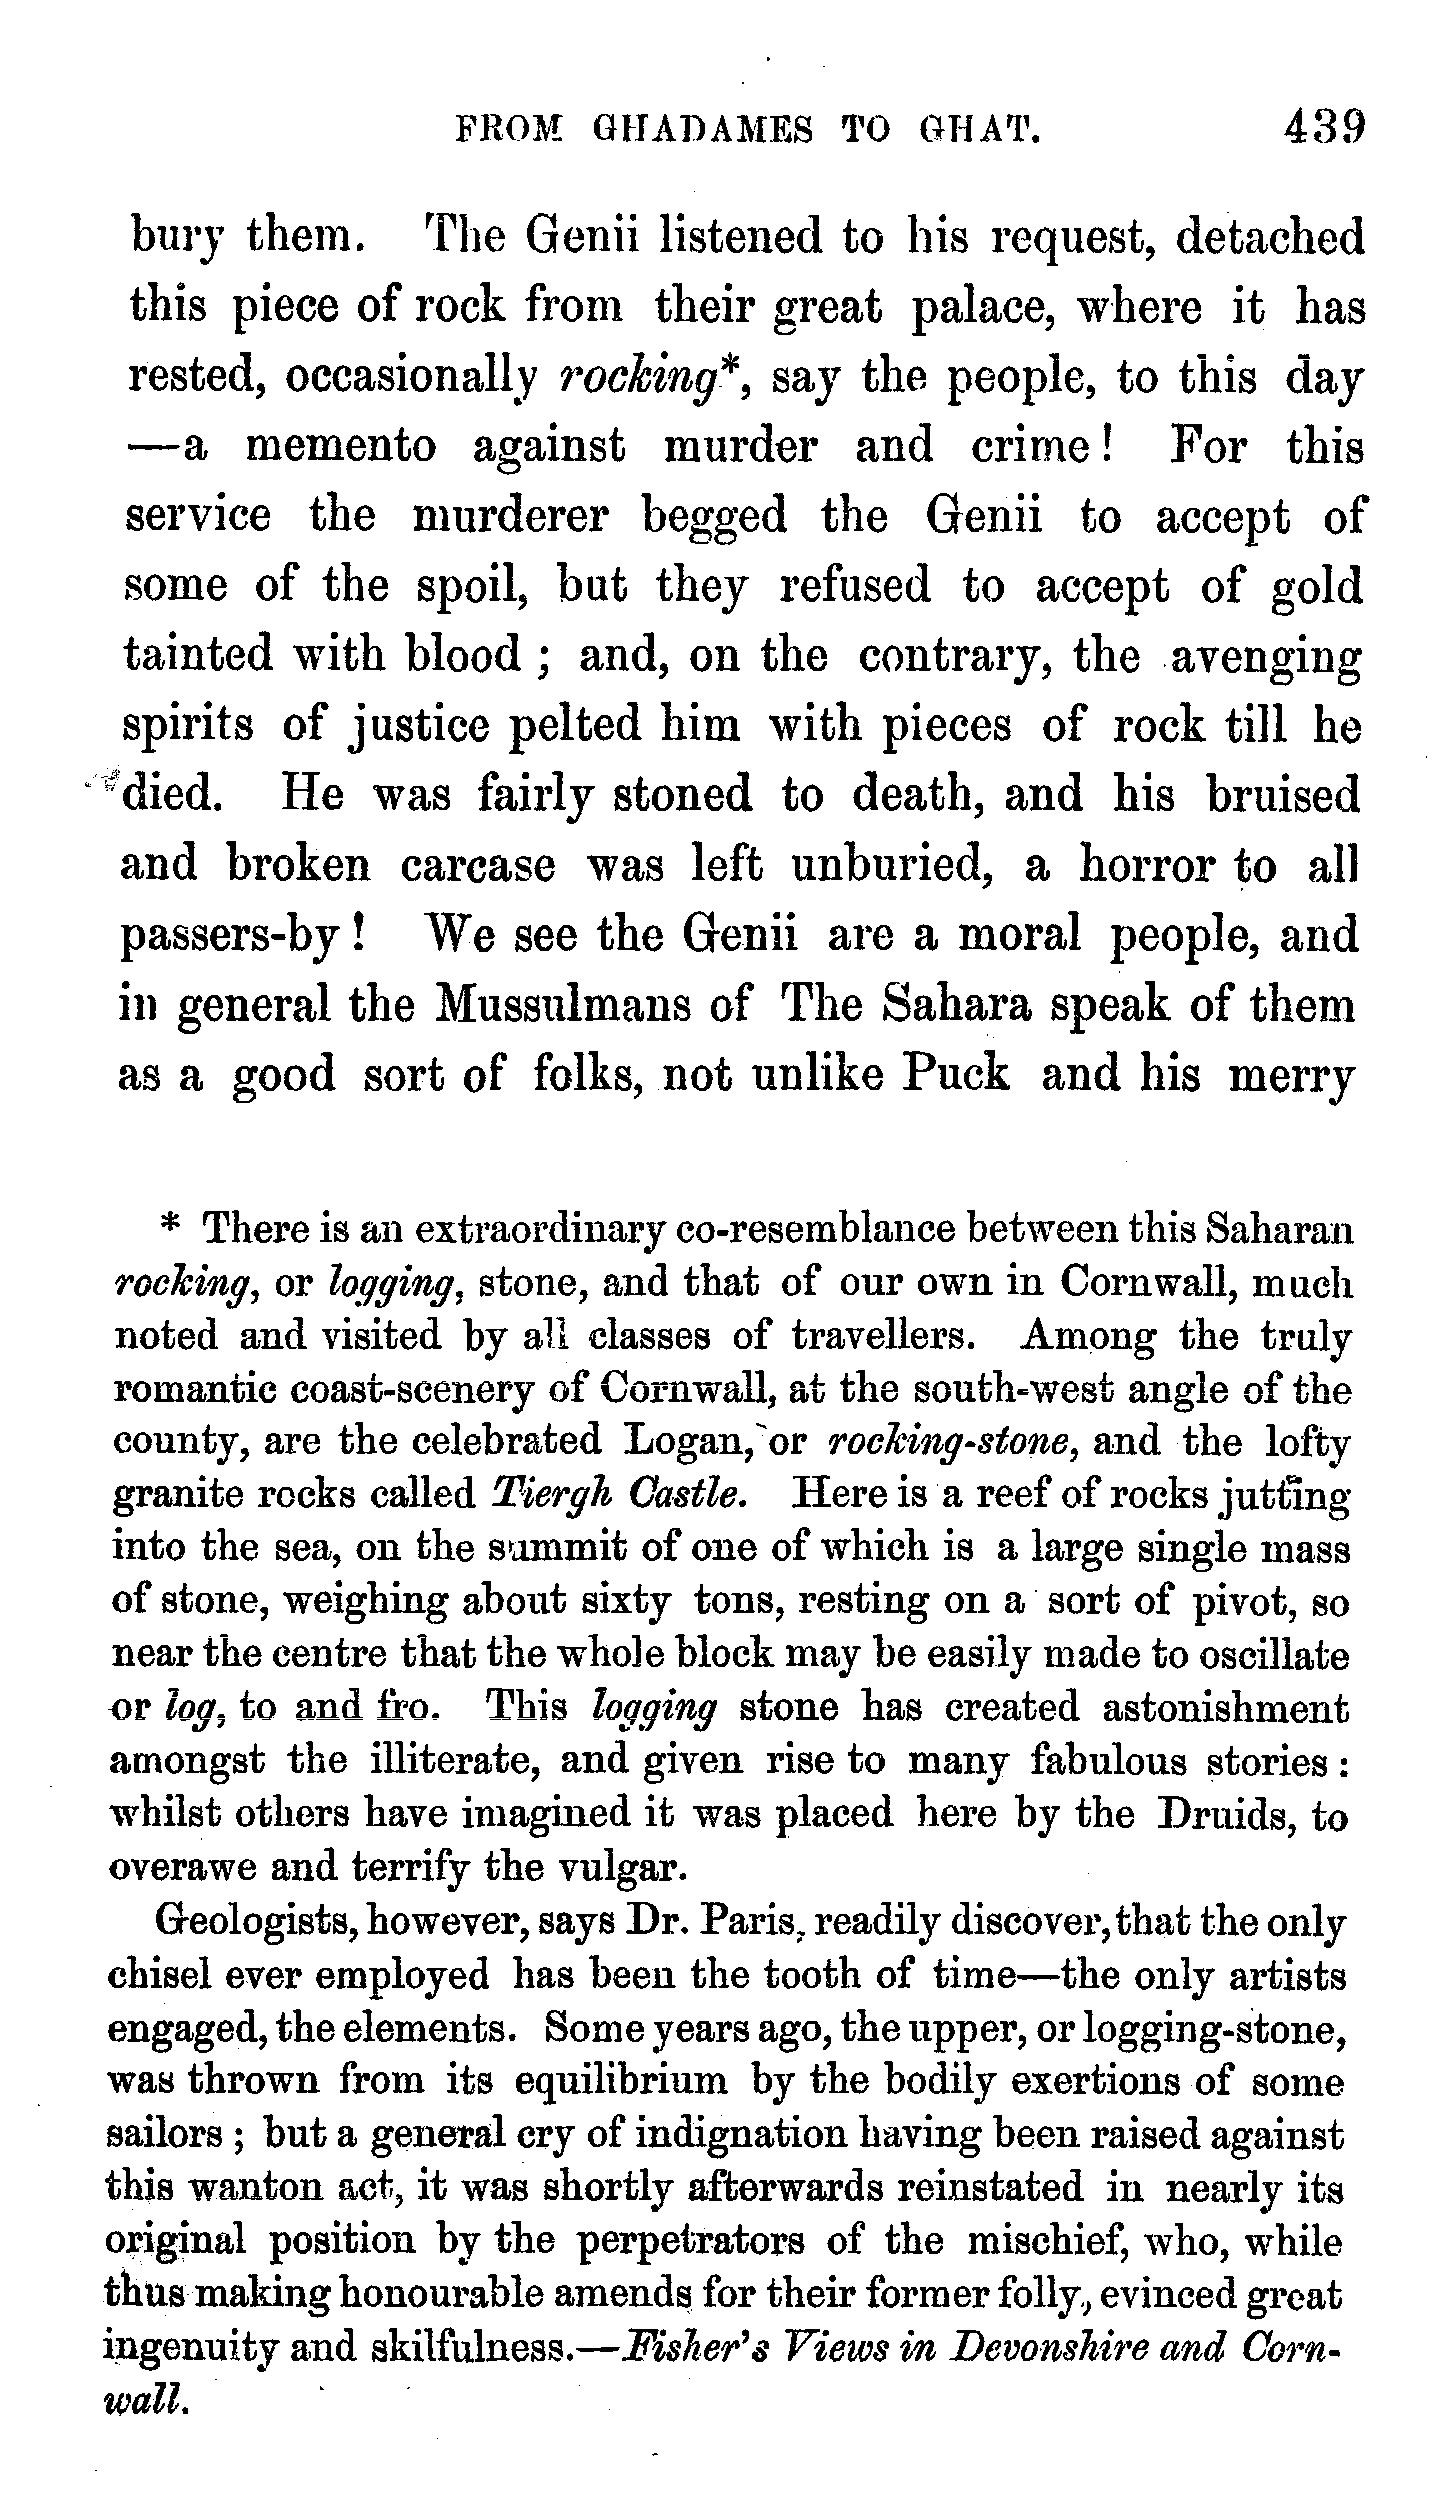 FROM GHADAMES TO GHAT. 439
bury them. The Genii listened to his request, detached
this piece of rock from their great palace, where it has
rested, occasionally rocking*, say the people, to this day
—a memento against murder and crime! For this
service the murderer begged the Genii to accept of
some of the spoil, but they refused to accept of gold
tainted with blood; and, on the contrary, the avenging
spirits of justice pelted him with pieces of rock till he
died. He was fairly stoned to death, and his bruised
and broken carcase was left unburied, a horror to all
passers-by! We see the Genii are a moral people, and
in general the Mussulmans of The Sahara speak of them
as a good sort of folks, not unlike Puck and his merry
* There is an extraordinary co-resemblance between this Saharan
rocking, or logging, stone, and that of our own in Cornwall, much
noted and visited by all classes of travellers. Among the truly
romantic coast-scenery of Cornwall, at the south-west angle of the
county, are the celebrated Logan, or rocking-stone, and the lofty
granite rocks called Tiergh Castle. Here is a reef of rocks jutting
into the sea, on the summit of one of which is a large single mass
of stone, weighing about sixty tons, resting on a sort of pivot, so
near the centre that the whole block may be easily made to oscillate
or log, to and fro. This logging stone has created astonishment
amongst the illiterate, and given rise to many fabulous stories:
whilst others have imagined it was placed here by the Druids, to
overawe and terrify the vulgar.
Geologists, however, says Dr. Paris, readily discover, that the only
chisel ever employed has been the tooth of time—the only artists
engaged, the elements. Some years ago, the upper, or logging-stone,
was thrown from its equilibrium by the bodily exertions of some
sailors; but a general cry of indignation having been raised against
this wanton act, it was shortly afterwards reinstated in nearly its
original position by the perpetrators of the mischief, who, while
thus making honourable amends for their former folly, evinced great
ingenuity and skilfulness.—Fisher's Views in Devonshire and Corn-
wall.